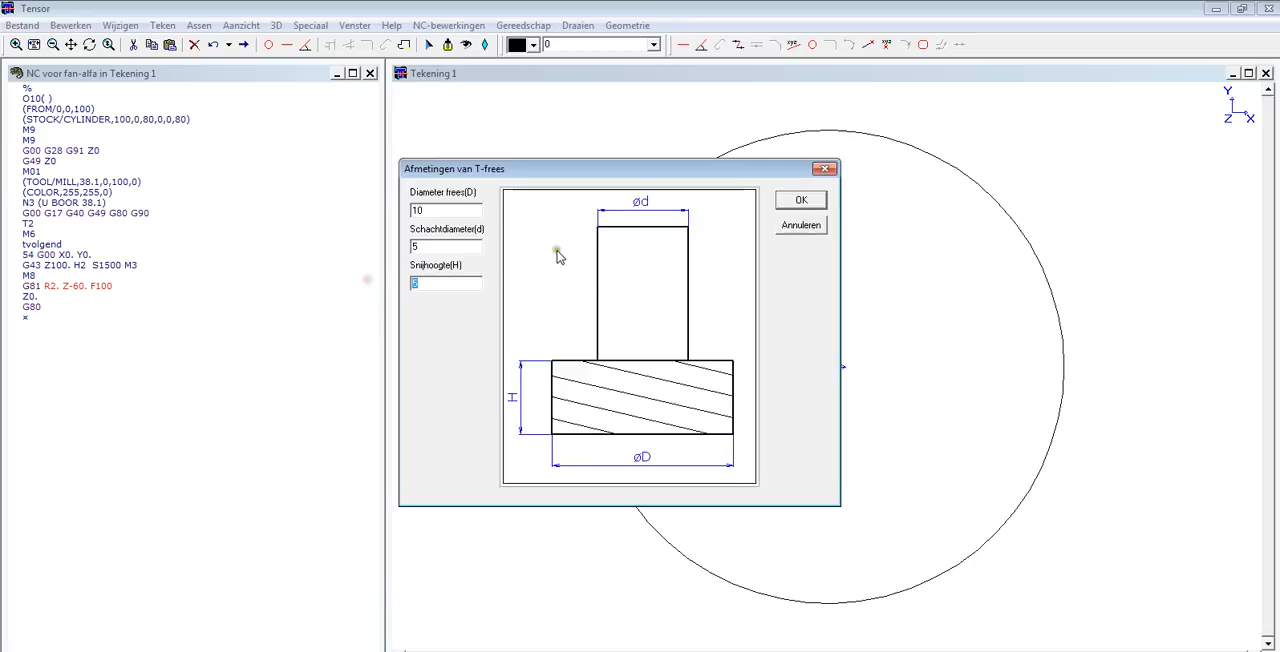 Tensor
Bestand Bewerken Wijzigen Teken Assen Aanzicht 3D Speciaal Venster Help NC-bewerkingen Gereedschap Draaien Geometrie
0
NC voor fan-alfa in Tekening 1
%
O10( )
(FROM/0,0,100)
(STOCK/CYLINDER,100,0,80,0,0,80)
M9
M9
G00 G28 G91 Z0
G49 Z0
M01
(TOOL/MILL,38.1,0,100,0)
(COLOR,255,255,0)
N3 (U BOOR 38.1)
G00 G17 G40 G49 G80 G90
T2
M6
tvolgend
54 G00 X0. Y0.
G43 Z100. H2 S1500 M3
M8
G81 R2. Z-60. F100
Z0.
G80
x
Tekening 1
Y
Z X
Afmetingen van T-frees
Diameter frees(D)
10
Schachtdiameter(d)
5
Snijhoogte(H)
5
ød
H
øD
OK
Annuleren